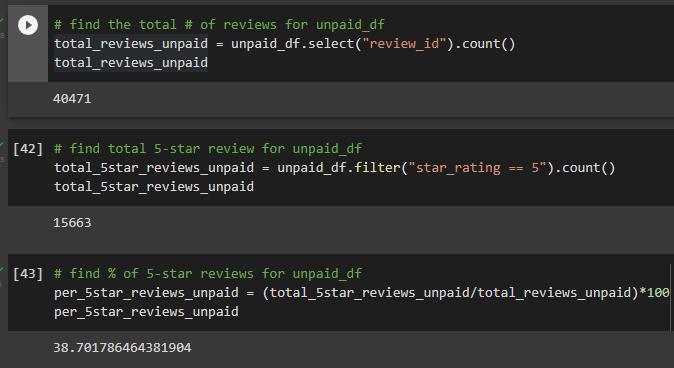 # find the total # of reviews for unpaid_df
total_reviews_unpaid = unpaid_df.select("review_id").count()
total_reviews_unpaid
40471
[42] # find total 5-star review for unpaid_df
total_5star_reviews_unpaid = unpaid_df.filter("star_rating == 5").count()
total_5star_reviews_unpaid
15663
[43] # find % of 5-star reviews for unpaid_df
per_5star_reviews_unpaid = (total_5star_reviews_unpaid/total_reviews_unpaid)*100
per_5star_reviews_unpaid
38.701786464381904